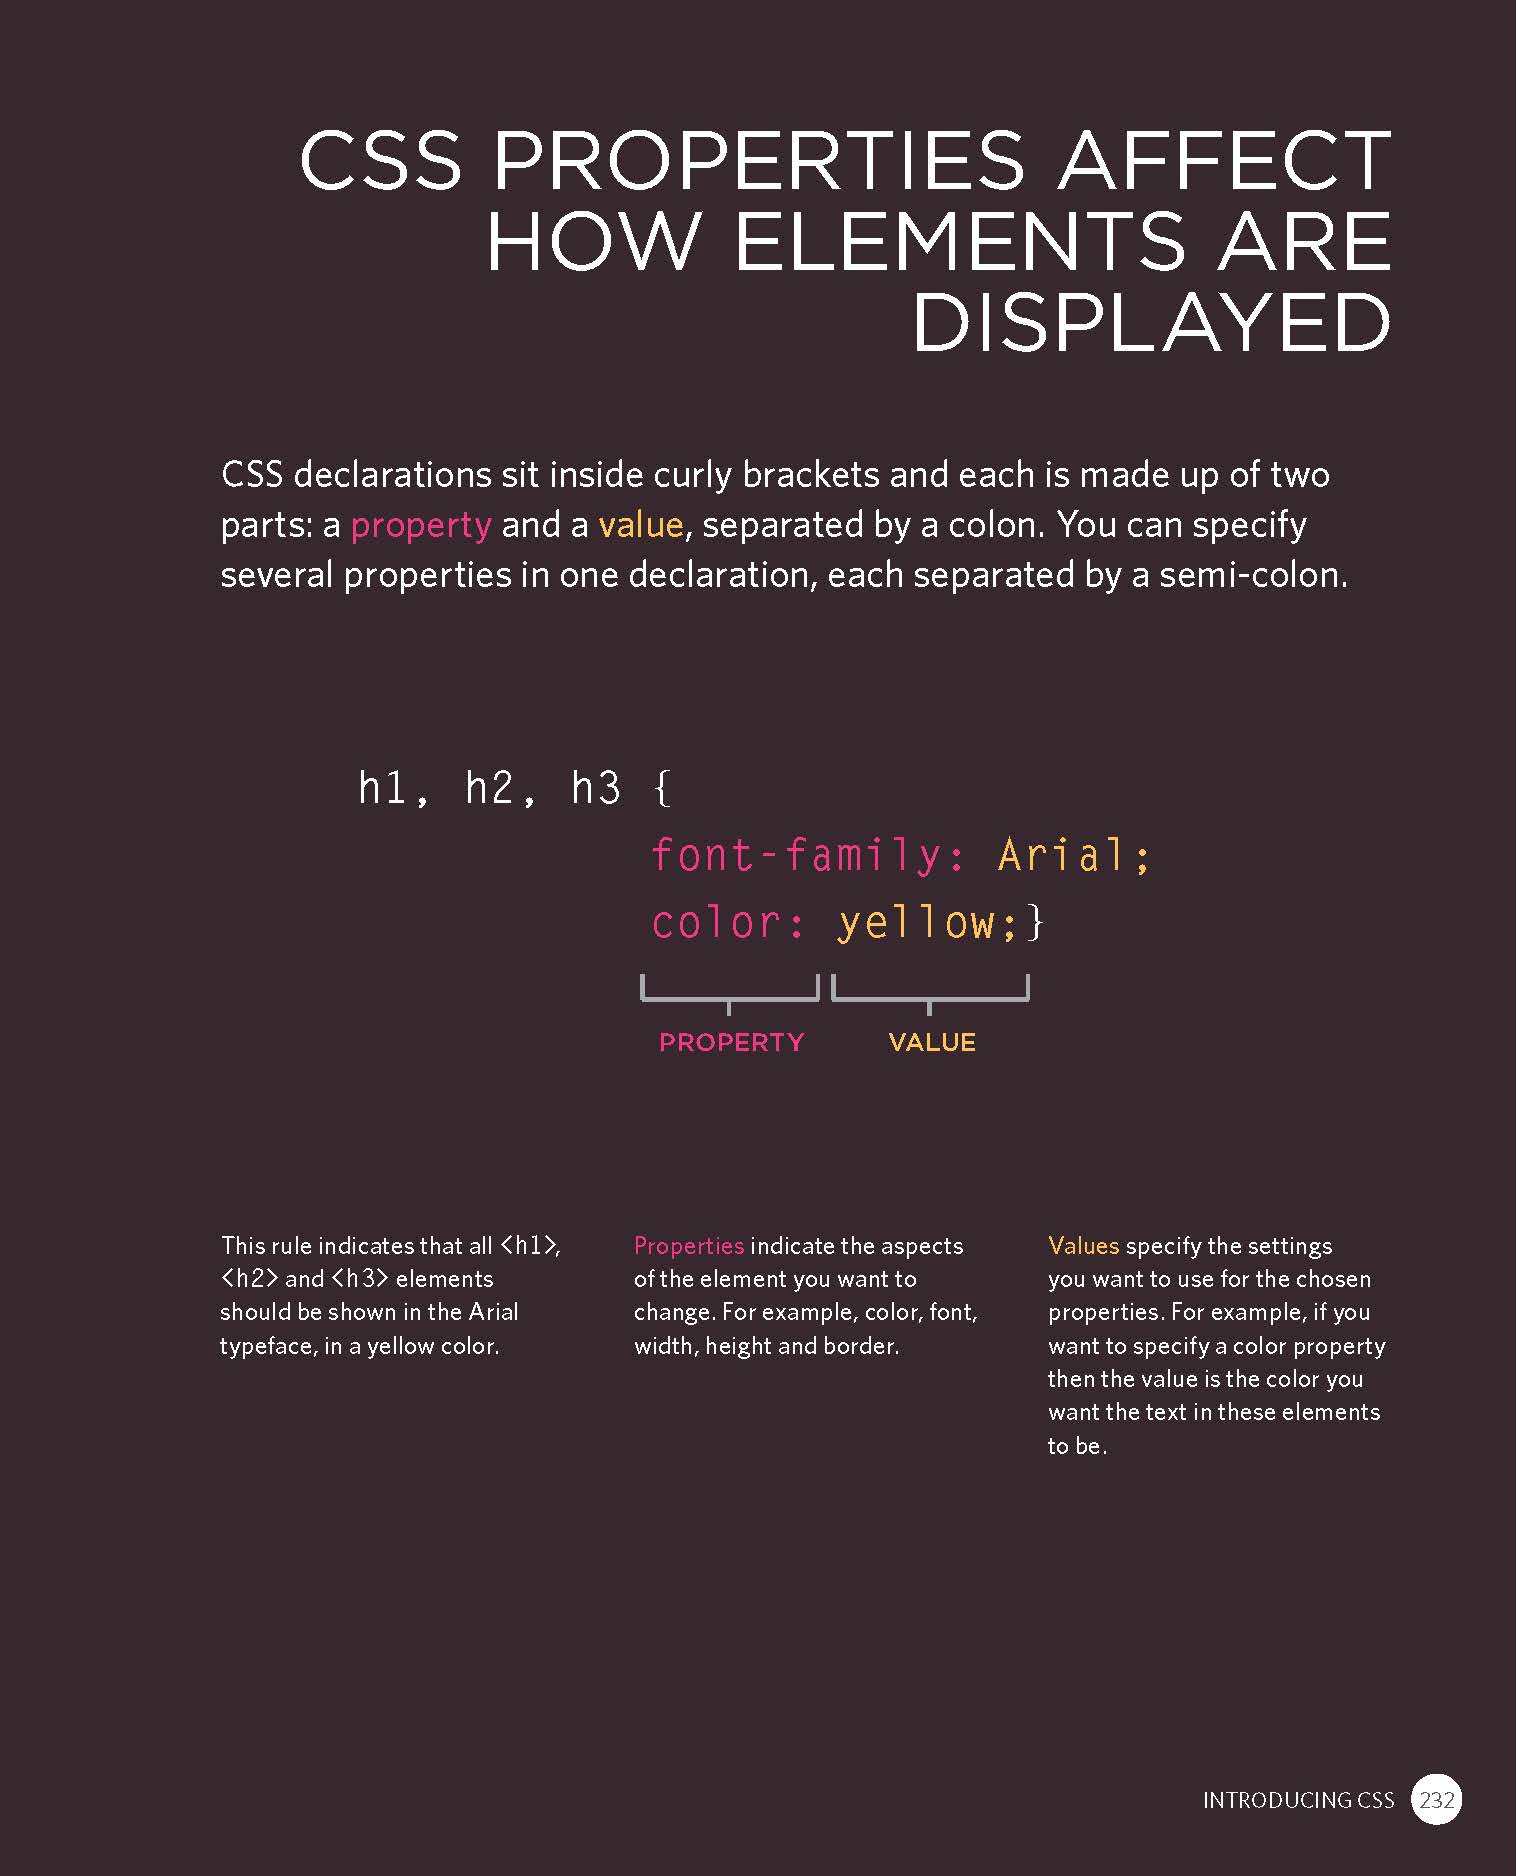 CSS PROPERTIES AFFECT
HOW ELEMENTS ARE
DISPLAYED
CSS declarations sit inside curly brackets and each is made up of two
parts: a property and a value, separated by a colon. You can specify
several properties in one declaration, each separated by a semi-colon.
h1, h2, h3 {
font-family: Arial;
color: yellow;}
PROPERTY VALUE
This rule indicates that all <h1>,
<h2> and <h3> elements
should be shown in the Arial
typeface, in a yellow color.
Properties indicate the aspects
of the element you want to
change. For example, color, font,
width, height and border.
Values specify the settings
you want to use for the chosen
properties. For example, if you
want to specify a color property
then the value is the color you
want the text in these elements
to be.
INTRODUCING CSS 232